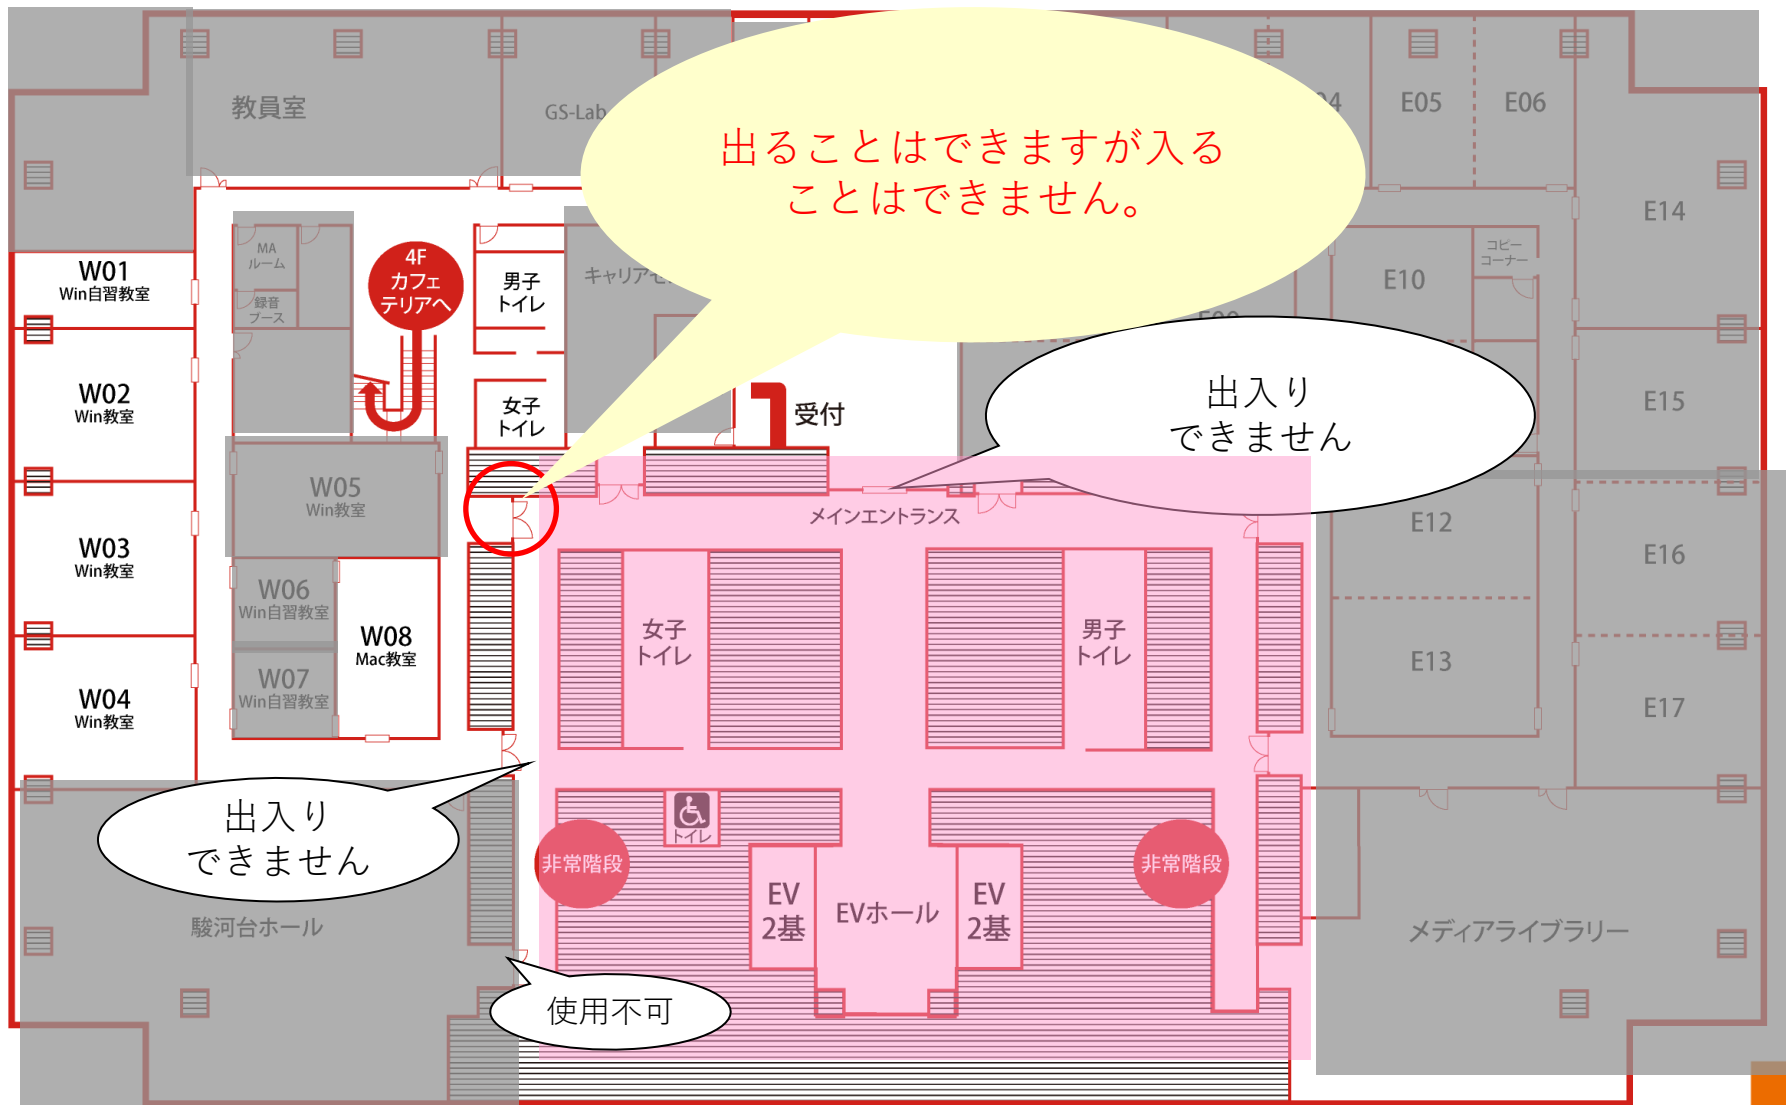 教員室
GS-Lab
04
E05
E06
出ることはできますが入る
ことはできません。
E14
W01
Win自習教室
MA
ルーム
録音
ブース
4F
カフェ
テリアへ
男子
トイレ
キャリアセ
E10
コピー
コーナー
W02
Win教室
女子
トイレ
受付
出入り
できません
E15
W05
Win教室
メインエントランス
E12
W03
Win教室
E16
W06
Win自習教室
W08
Mac教室
女子
トイレ
男子
トイレ
E13
W07
Win自習教室
W04
Win教室
E17
出入り
できません
トイレ
非常階段
非常階段
EV
2基
EVホール
EV
2基
駿河台ホール
メディアライブラリー
使用不可